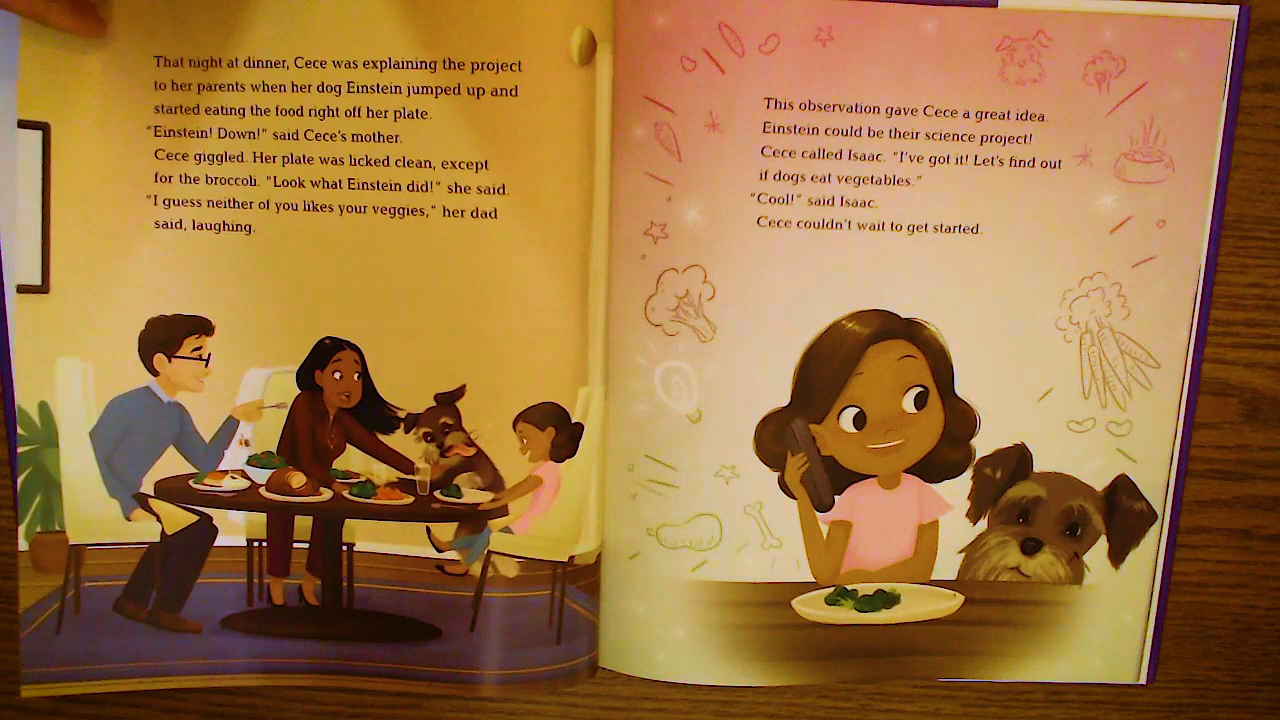 That night at dinner, Cece was explaining the project
to her parents when her dog Einstein jumped up and
started eating the food right off her plate.
"Einstein! Down!" said Cece's mother.
Cece giggled. Her plate was licked clean, except
for the broccoli. "Look what Einstein did!" she said.
"I guess neither of you likes your veggies," her dad
said, laughing.
This observation gave Cece a great idea.
Einstein could be their science project!
Cece called Isaac. "I've got it! Let's find out
if dogs eat vegetables."
"Cool!" said Isaac.
Cece couldn't wait to get started.